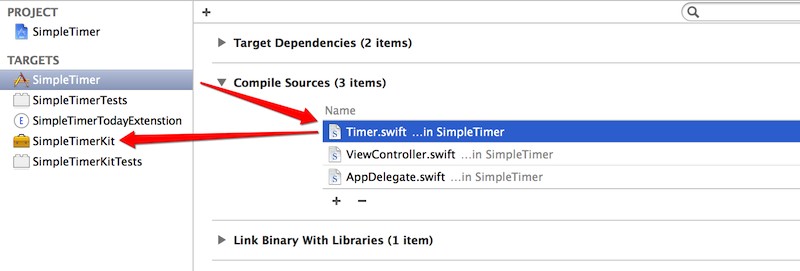 PROJECT
SimpleTimer
TARGETS
SimpleTimer
SimpleTimerTests
E SimpleTimerTodayExtenstion
SimpleTimerKit
SimpleTimerKitTests
+
Target Dependencies (2 items)
Compile Sources (3 items)
Name
Timer.swift ...in SimpleTimer
ViewController.swift ...in SimpleTimer
AppDelegate.swift ...in SimpleTimer
+ −
Link Binary With Libraries (1 item)